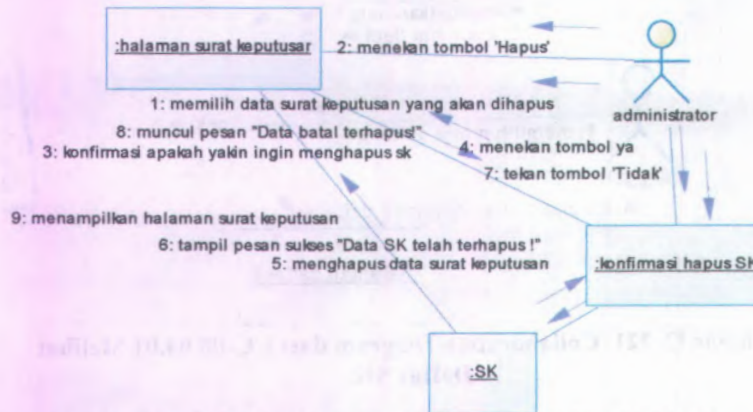 :halaman surat keputusar
2: menekan tombol 'Hapus'
administrator
1: memilih data surat keputusan yang akan dihapus
8: muncul pesan "Data batal terhapus!"
3: konfirmasi apakah yakin ingin menghapus sk
4: menekan tombol ya
7: tekan tombol 'Tidak'
9: menampilkan halaman surat keputusan
6: tampil pesan sukses "Data SK telah terhapus !"
5: menghapus data surat keputusan
:konfirmasi hapus SK
:SK